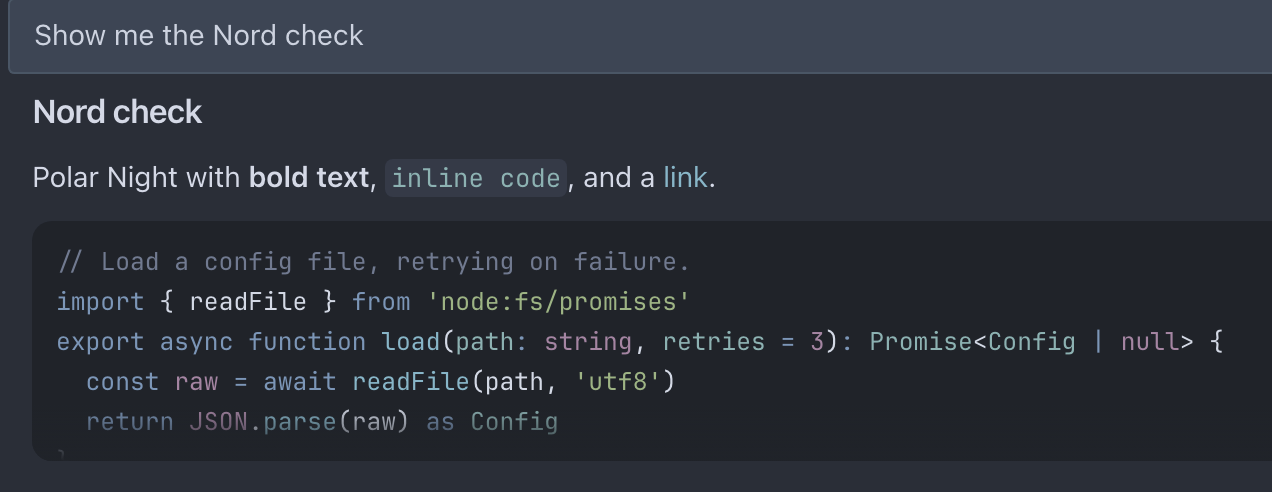 Show me the Nord check
Nord check
Polar Night with bold text, inline code, and a link.
// Load a config file, retrying on failure.
import { readFile } from 'node:fs/promises'
export async function load(path: string, retries = 3): Promise<Config | null> {
  const raw = await readFile(path, 'utf8')
  return JSON.parse(raw) as Config
}